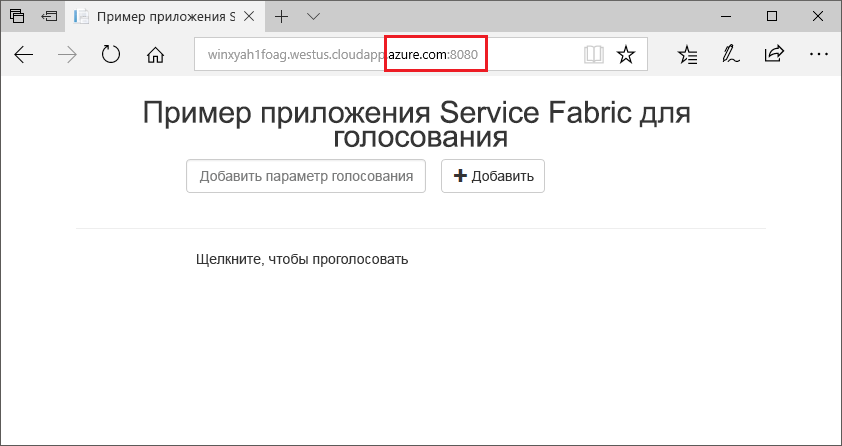 Пример приложения S
winxyah1foag.westus.cloudapp.azure.com:8080
Пример приложения Service Fabric для
голосования
Добавить параметр голосования
Добавить
Щелкните, чтобы проголосовать